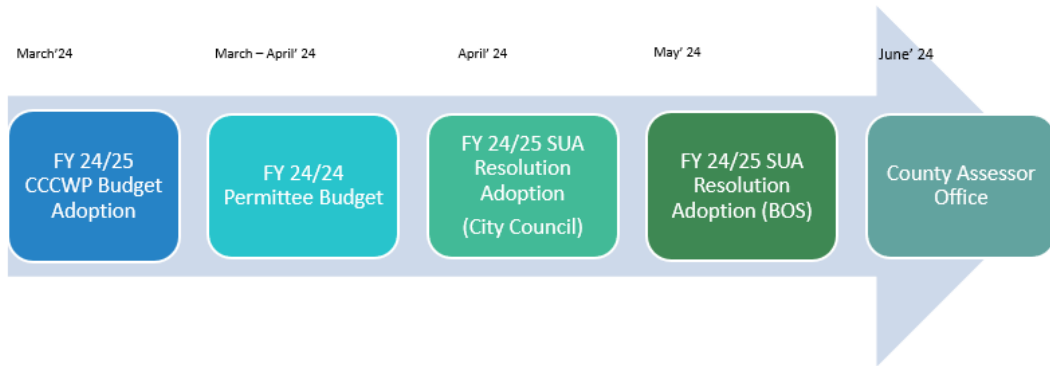 March'24
March – April' 24
April' 24
May' 24
June' 24
FY 24/25
CCCWP Budget
Adoption
FY 24/24
Permittee Budget
FY 24/25 SUA
Resolution
Adoption
(City Council)
FY 24/25 SUA
Resolution
Adoption (BOS)
County Assessor
Office